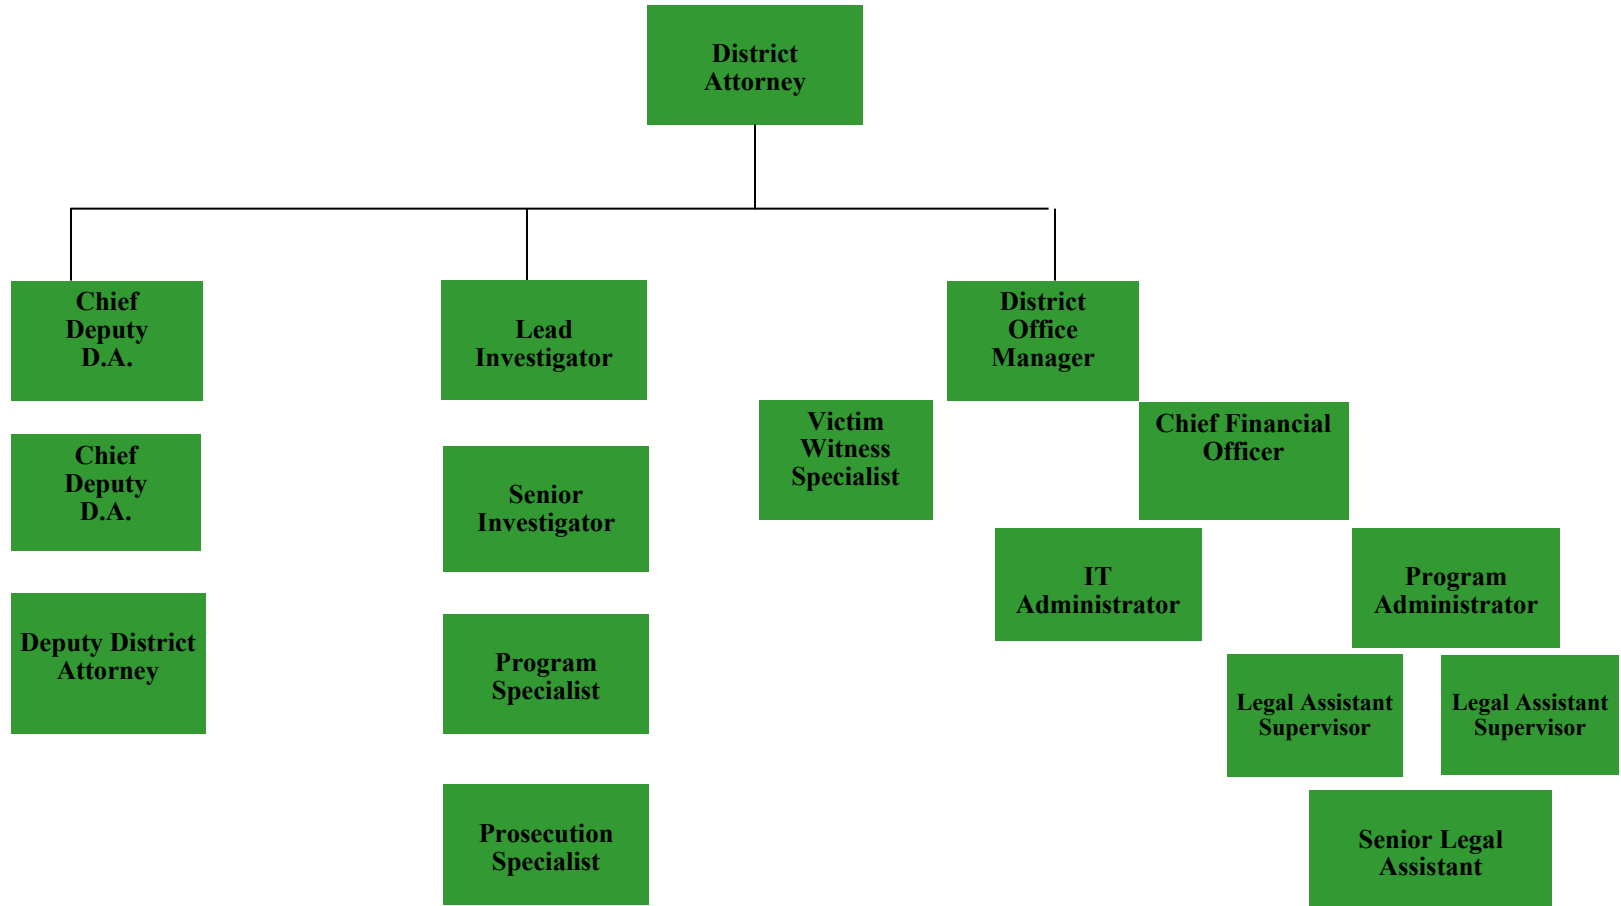 District
Attorney
Chief
Deputy
D.A.
Lead
Investigator
District
Office
Manager
Victim
Witness
Specialist
Chief Financial
Officer
Chief
Deputy
D.A.
Senior
Investigator
IT
Administrator
Program
Administrator
Deputy District
Attorney
Program
Specialist
Legal Assistant
Supervisor
Legal Assistant
Supervisor
Prosecution
Specialist
Senior Legal
Assistant